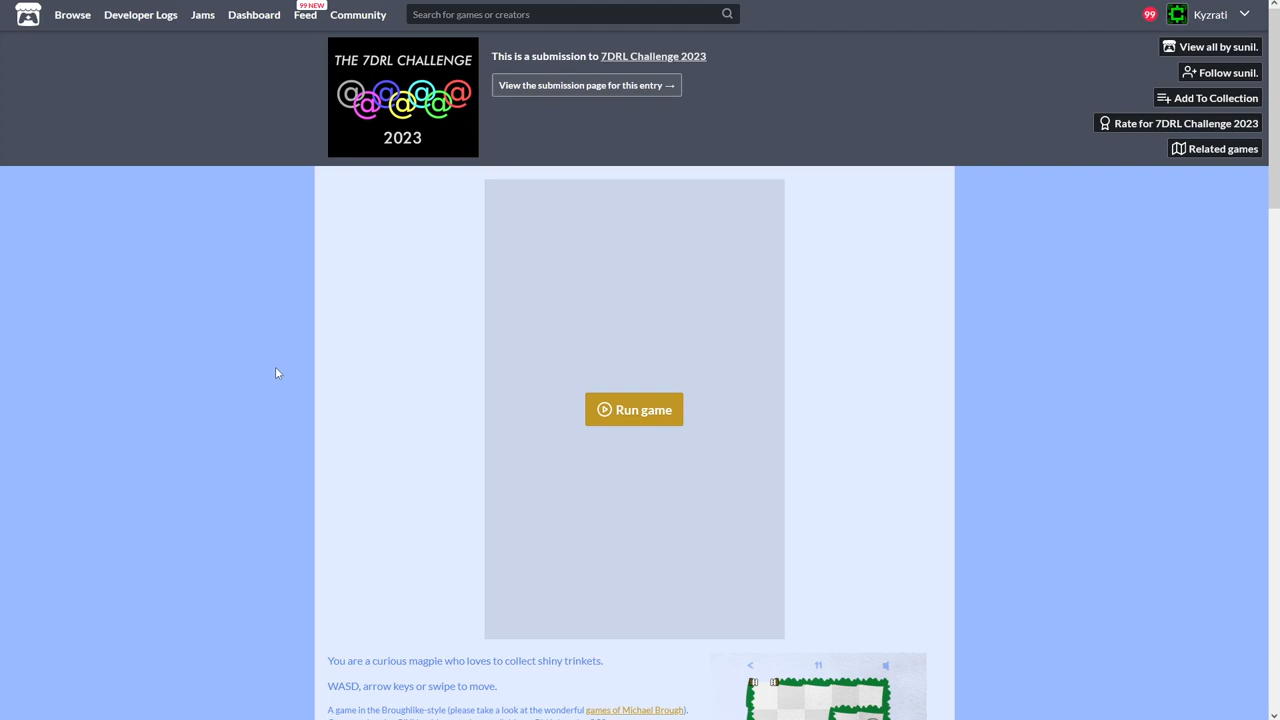 99 NEW
Browse Developer Logs Jams Dashboard Feed Community Search for games or creators 99 Kyzrati
THE 7DRL CHALLENGE
@@@@@@@
2023
This is a submission to 7DRL Challenge 2023
View the submission page for this entry →
View all by sunil.
Follow sunil.
Add To Collection
Rate for 7DRL Challenge 2023
Related games
Run game
You are a curious magpie who loves to collect shiny trinkets.
WASD, arrow keys or swipe to move.
A game in the Broughlike-style (please take a look at the wonderful games of Michael Brough).
< 11